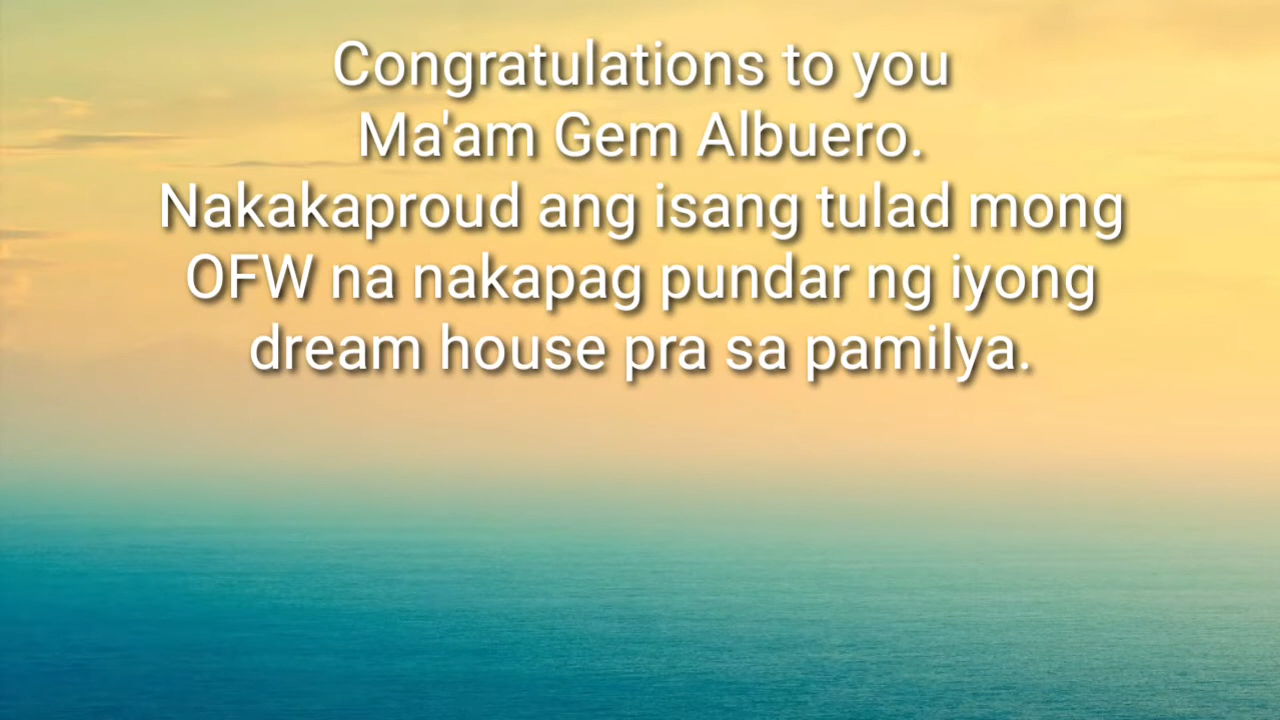 Congratulations to you
Ma'am Gem Albuero.
Nakakaproud ang isang tulad mong
OFW na nakapag pundar ng iyong
dream house pra sa pamilya.